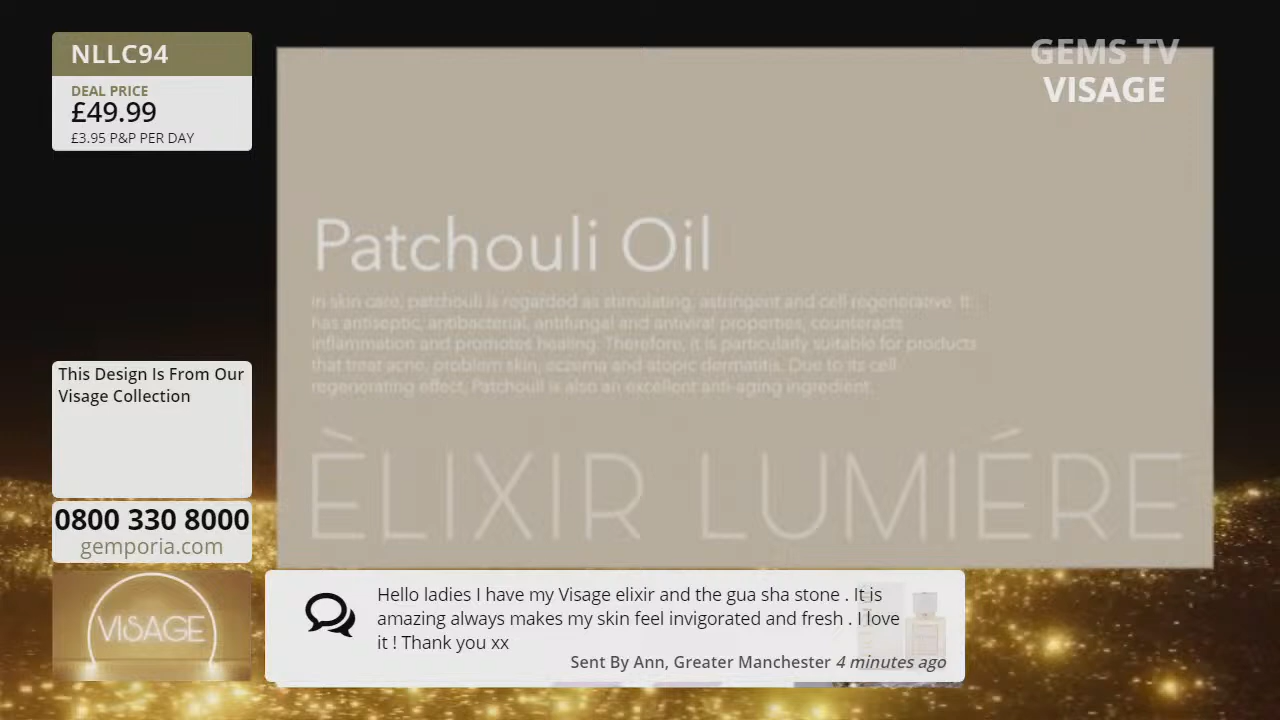 NLLC94
DEAL PRICE
£49.99
£3.95 P&P PER DAY
GEMS TV
VISAGE
Patchouli Oil
In skin care, patchouli is regarded as stimulating, astringent and cell regenerative. It
has antiseptic, antibacterial, antifungal and antiviral properties, counteracts
inflammation and promotes healing. Therefore, it is particularly suitable for products
that treat acne, problem skin, eczema and atopic dermatitis. Due to its cell
regenerating effect, Patchouli is also an excellent anti-aging ingredient.
ÈLIXIR LUMIÉRE
This Design Is From Our
Visage Collection
0800 330 8000
gemporia.com
VISAGE
Hello ladies I have my Visage elixir and the gua sha stone . It is
amazing always makes my skin feel invigorated and fresh . I love
it ! Thank you xx
Sent By Ann, Greater Manchester 4 minutes ago